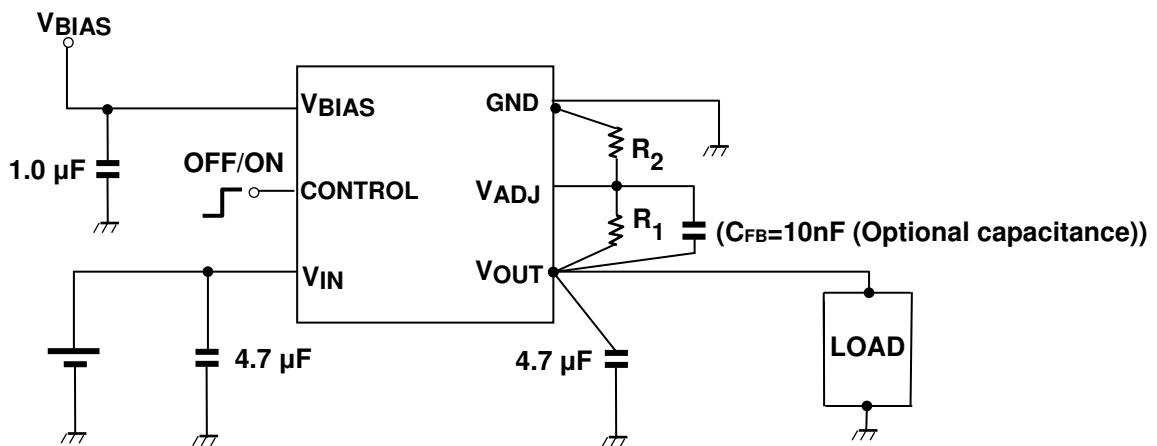 VBIAS
VBIAS
GND
R2
1.0 µF
OFF/ON
CONTROL
VADJ
R1
(CFB=10nF (Optional capacitance))
VIN
VOUT
4.7 µF
4.7 µF
LOAD